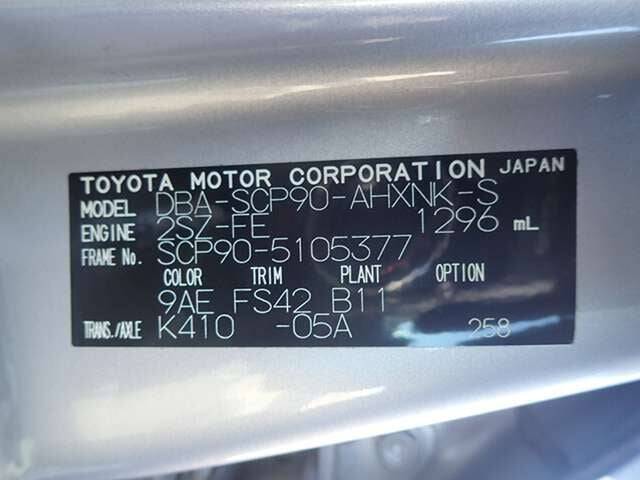 TOYOTA MOTOR CORPORATION JAPAN
MODEL DBA-SCP90-AHXNK-S
ENGINE 2SZ-FE 1296 mL
FRAME No. SCP90-5105377
COLOR TRIM PLANT OPTION
9AE FS42 B11
TRANS./AXLE K410 -05A 258